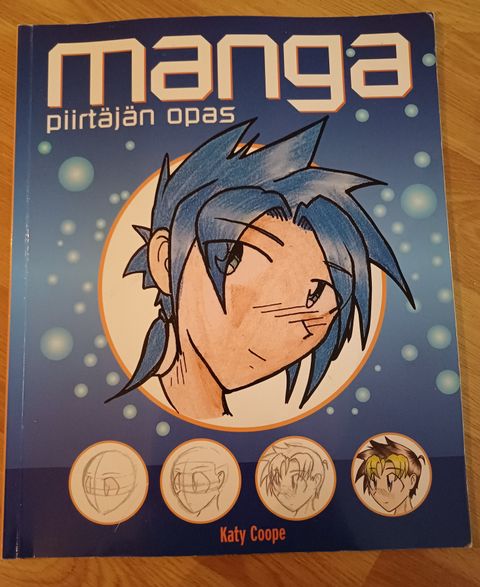 manga
piirtäjän opas
Katy Coope